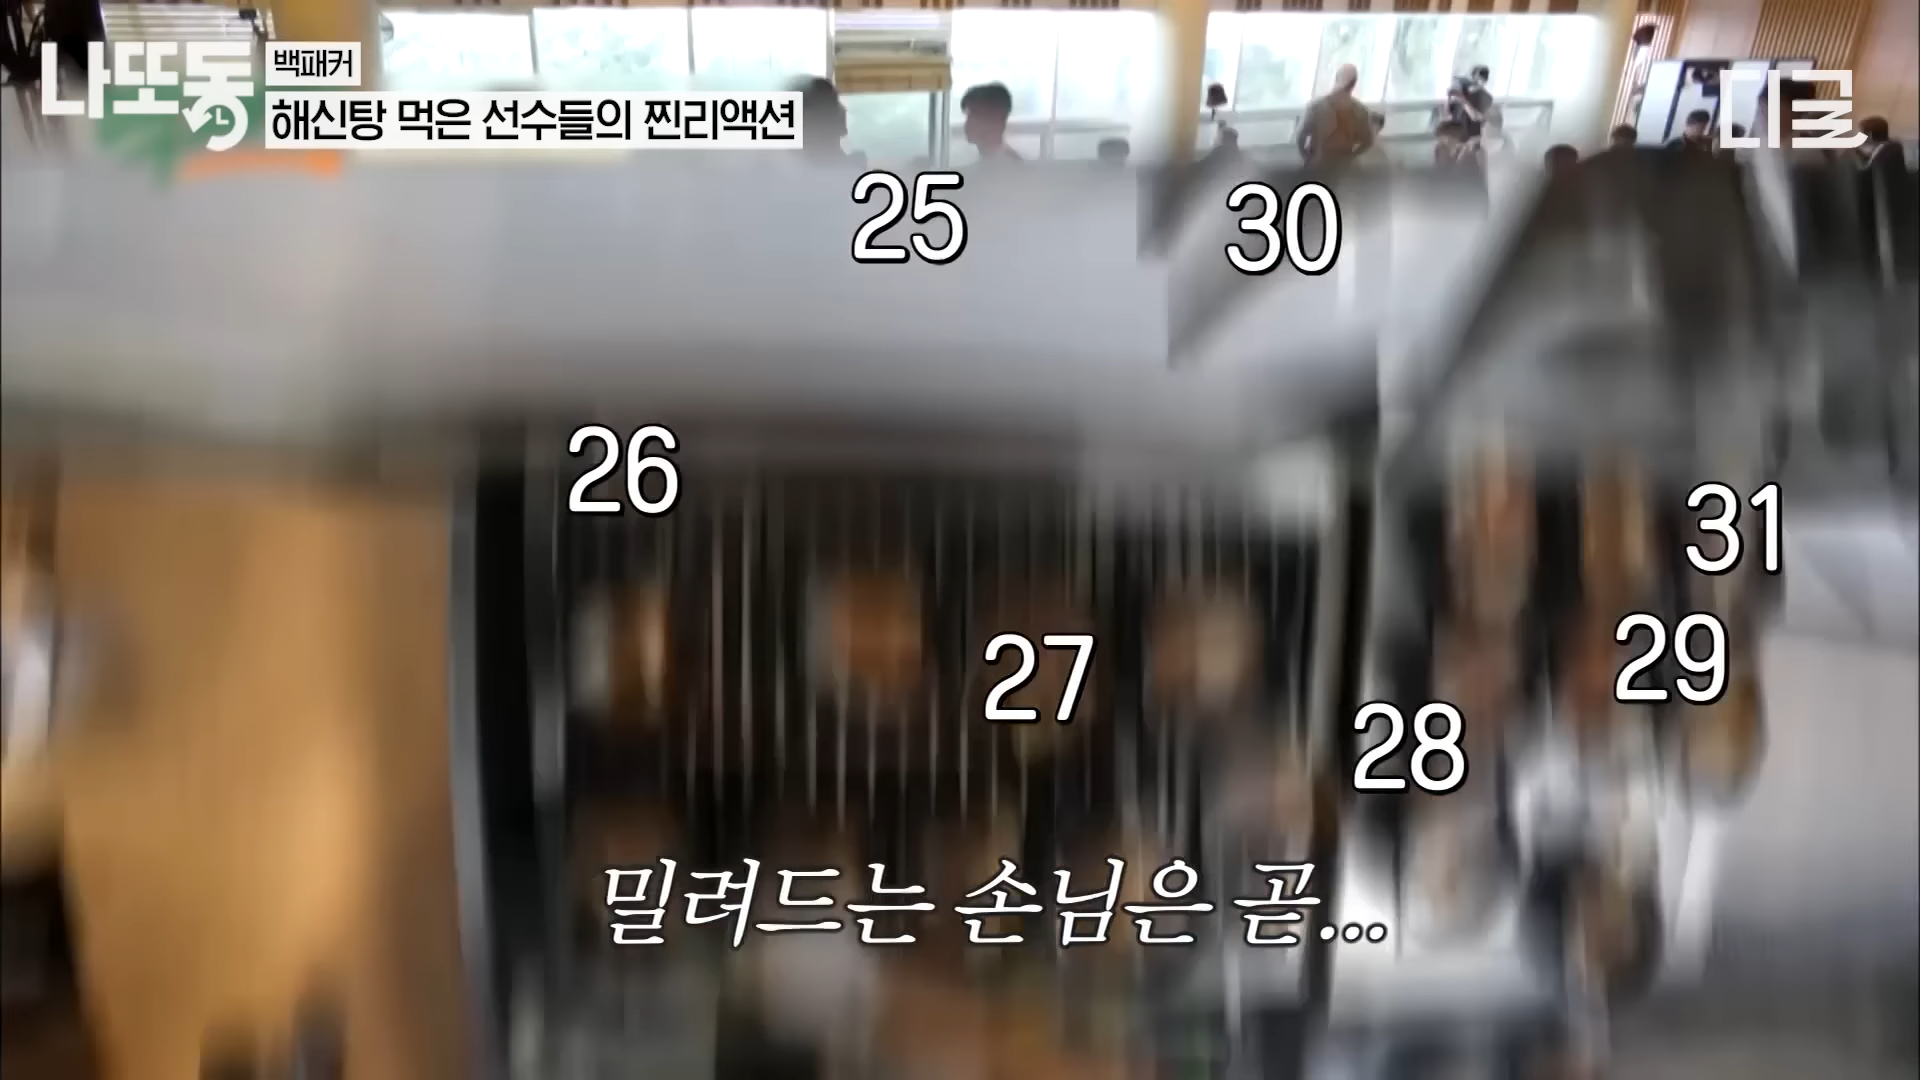 나또동
백패커
해신탕 먹은 선수들의 찐리액션
디글
25
30
26
31
27
29
28
밀려드는 손님은 곧...